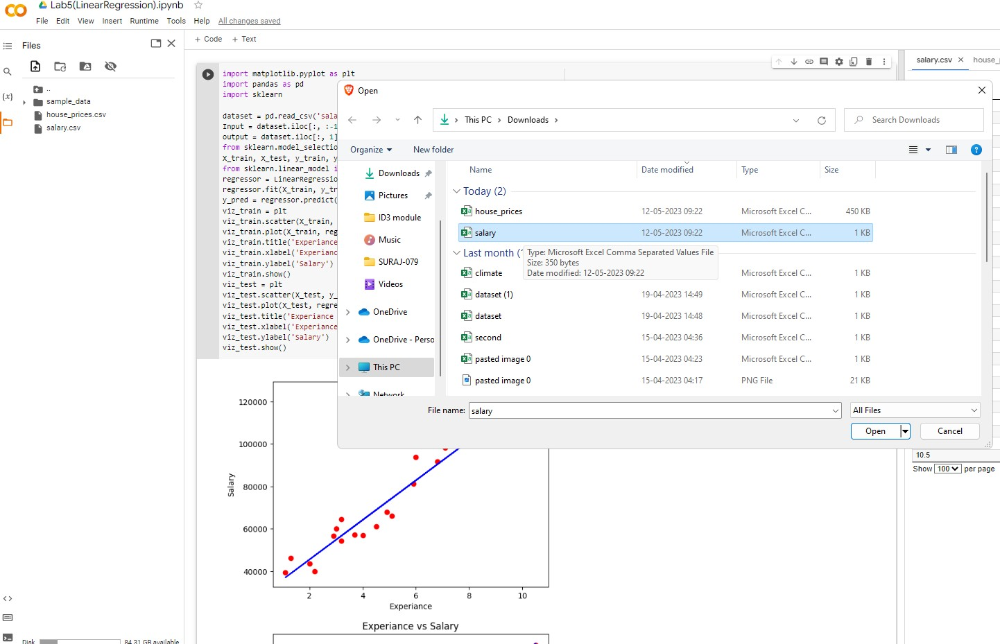 Lab5(LinearRegression).ipynb
File Edit View Insert Runtime Tools Help All changes saved
Files
+ Code + Text
..
sample_data
house_prices.csv
salary.csv
{x}
<>
Disk 84.31 GB available
import matplotlib.pyplot as plt
import pandas as pd
import sklearn
dataset = pd.read_csv('sala
Input = dataset.iloc[:, :-1
output = dataset.iloc[:, 1]
from sklearn.model_selectio
X_train, X_test, y_train, y
from sklearn.linear_model i
regressor = LinearRegressio
regressor.fit(X_train, y_tr
y_pred = regressor.predict(
viz_train = plt
viz_train.scatter(X_train,
viz_train.plot(X_train, reg
viz_train.title('Experiance
viz_train.xlabel('Experianc
viz_train.ylabel('Salary')
viz_train.show()
viz_test = plt
viz_test.scatter(X_test, y_
viz_test.plot(X_test, regre
viz_test.title('Experiance
viz_test.xlabel('Experiance
viz_test.ylabel('Salary')
viz_test.show()
salary.csv house_
Open
This PC Downloads
Search Downloads
Organize New folder
Downloads
Pictures
ID3 module
Music
SURAJ-079
Videos
OneDrive
OneDrive - Perso
This PC
Network
Name Date modified Type Size
Today (2)
house_prices 12-05-2023 09:22 Microsoft Excel C... 450 KB
salary 12-05-2023 09:22 Microsoft Excel C... 1 KB
Last month (
Type: Microsoft Excel Comma Separated Values File
Size: 350 bytes
Date modified: 12-05-2023 09:22
climate Microsoft Excel C... 1 KB
dataset (1) 19-04-2023 14:49 Microsoft Excel C... 1 KB
dataset 19-04-2023 14:48 Microsoft Excel C... 1 KB
second 15-04-2023 04:36 Microsoft Excel C... 1 KB
pasted image 0 15-04-2023 04:23 Microsoft Excel C... 1 KB
pasted image 0 15-04-2023 04:17 PNG File 21 KB
File name: salary All Files
Open Cancel
10.5
Show 100 per page
120000
100000
80000
60000
40000
Salary
2 4 6 8 10
Experiance
Experiance vs Salary